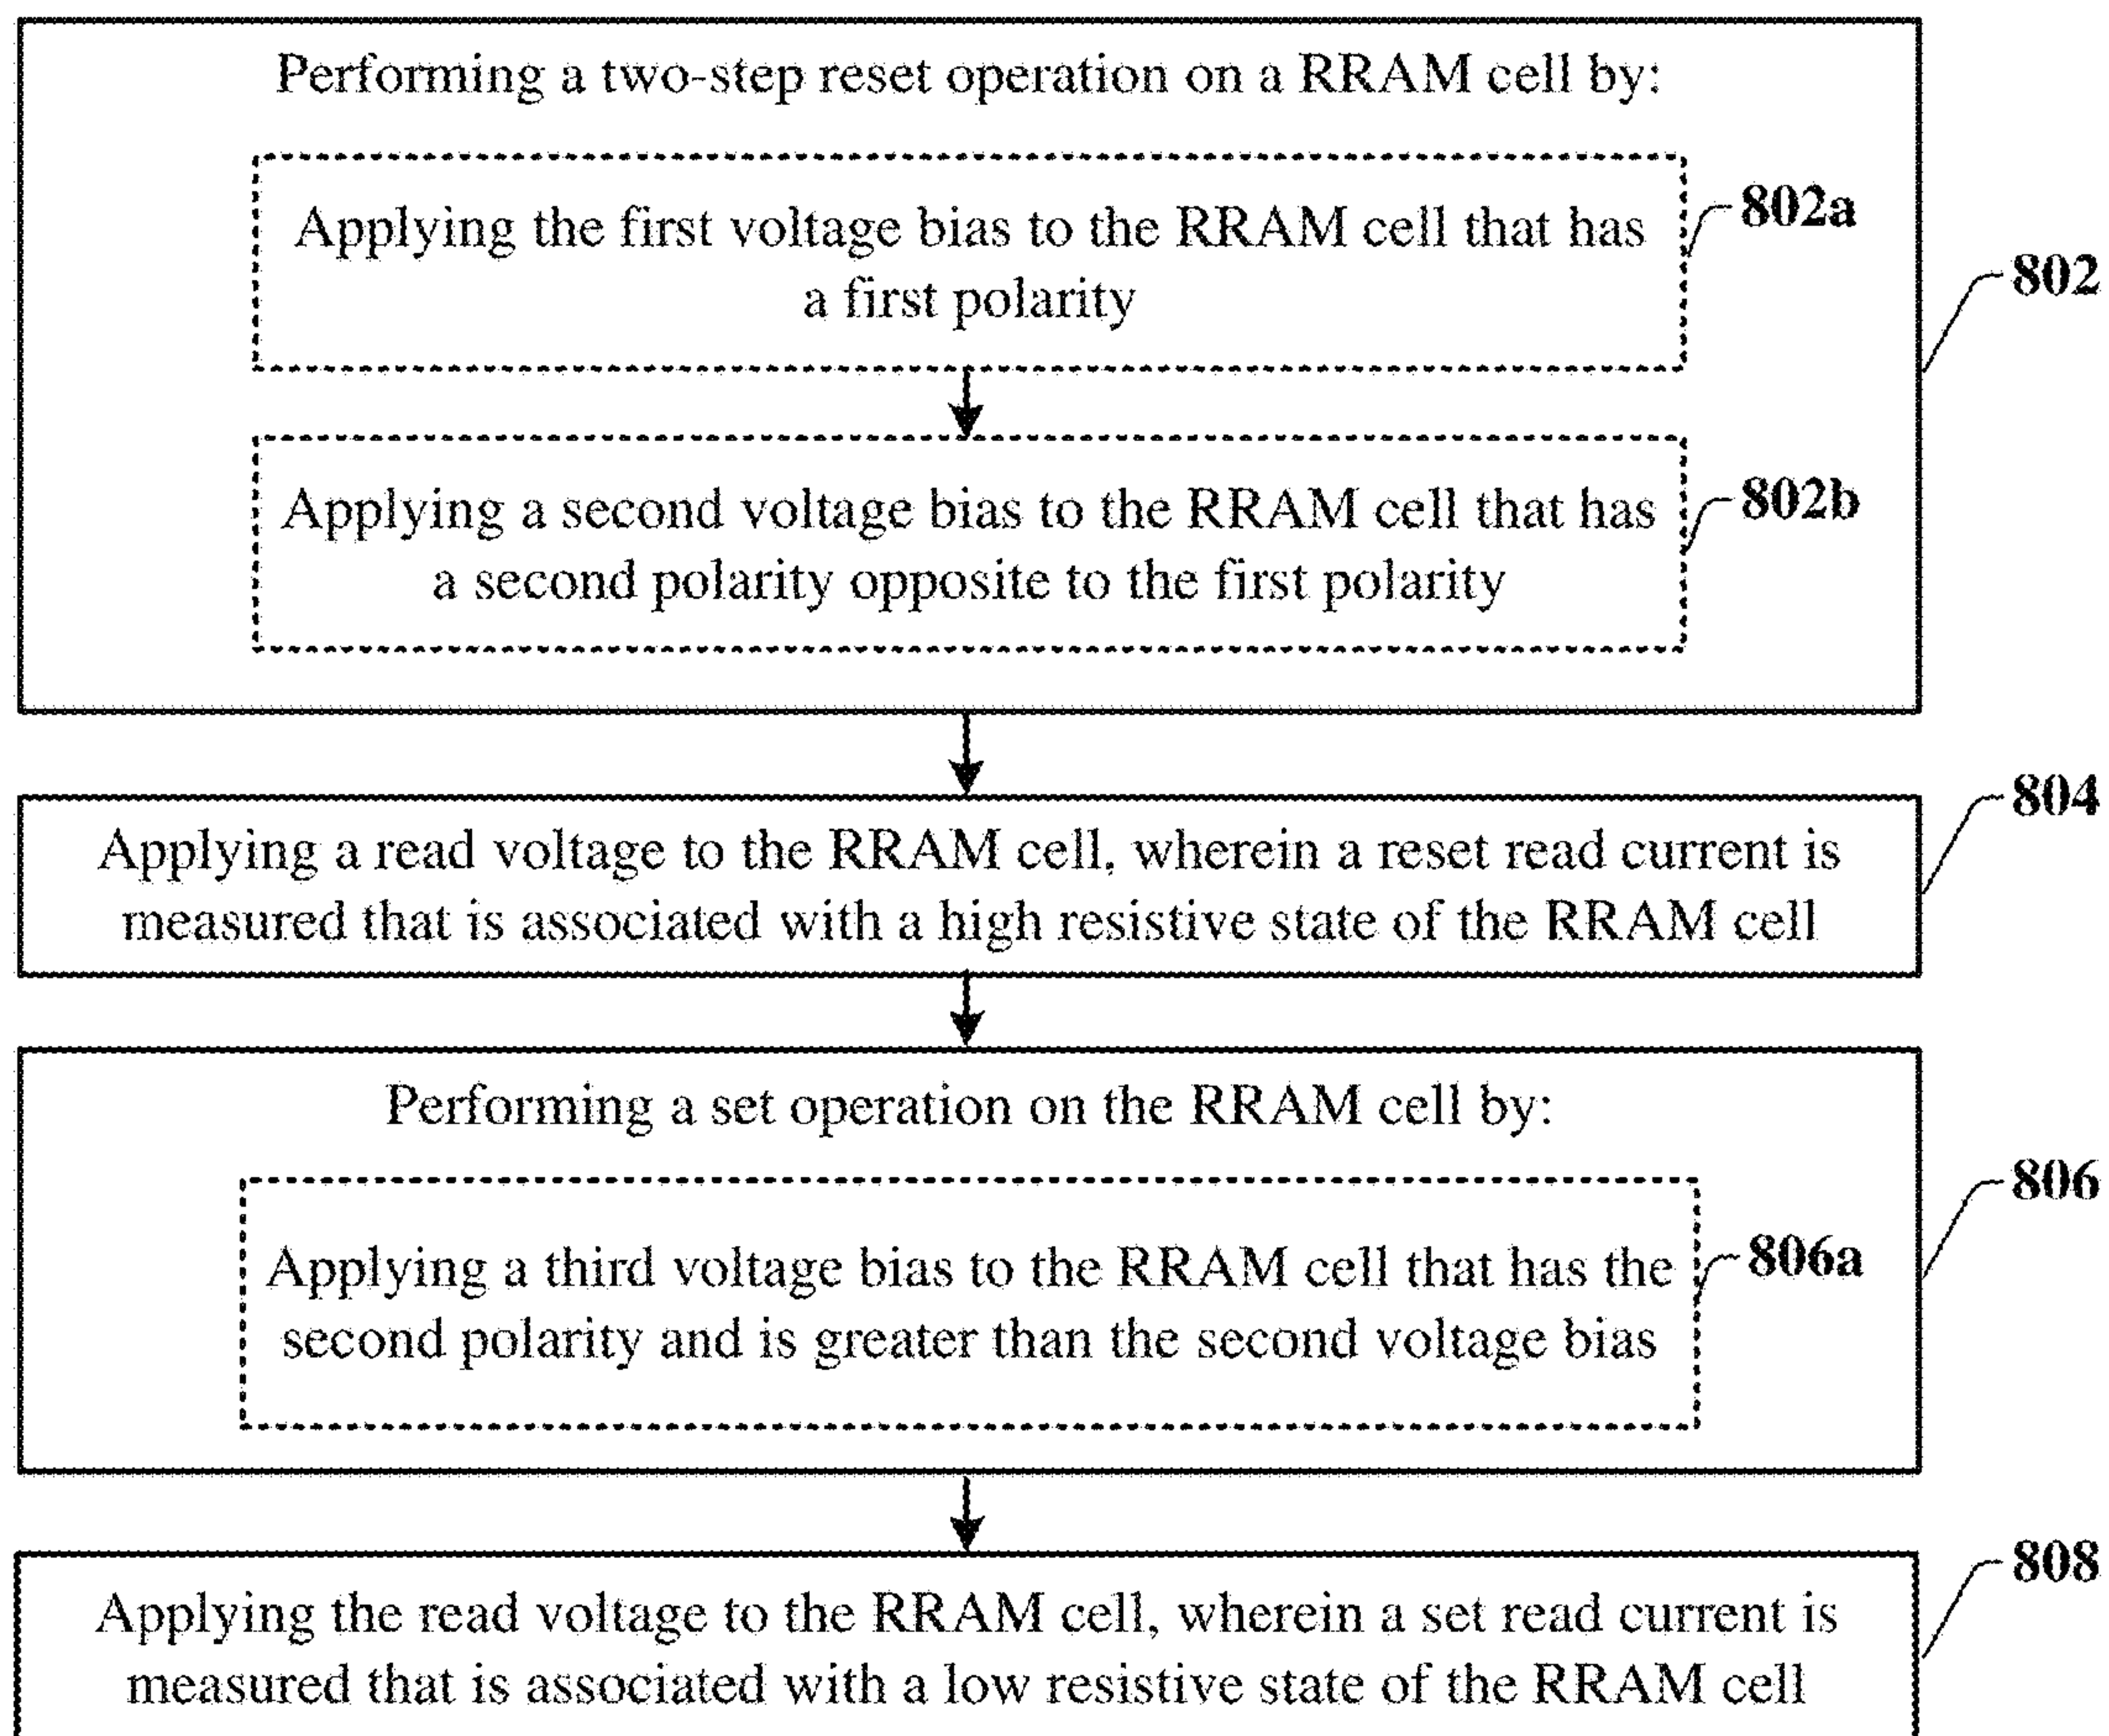 Performing a two-step reset operation on a RRAM cell by:
Applying the first voltage bias to the RRAM cell that has
a first polarity
802a
802
Applying a second voltage bias to the RRAM cell that has
a second polarity opposite to the first polarity
802b
Applying a read voltage to the RRAM cell, wherein a reset read current is
measured that is associated with a high resistive state of the RRAM cell
804
Performing a set operation on the RRAM cell by:
806
Applying a third voltage bias to the RRAM cell that has the
second polarity and is greater than the second voltage bias
806a
Applying the read voltage to the RRAM cell, wherein a set read current is
measured that is associated with a low resistive state of the RRAM cell
808